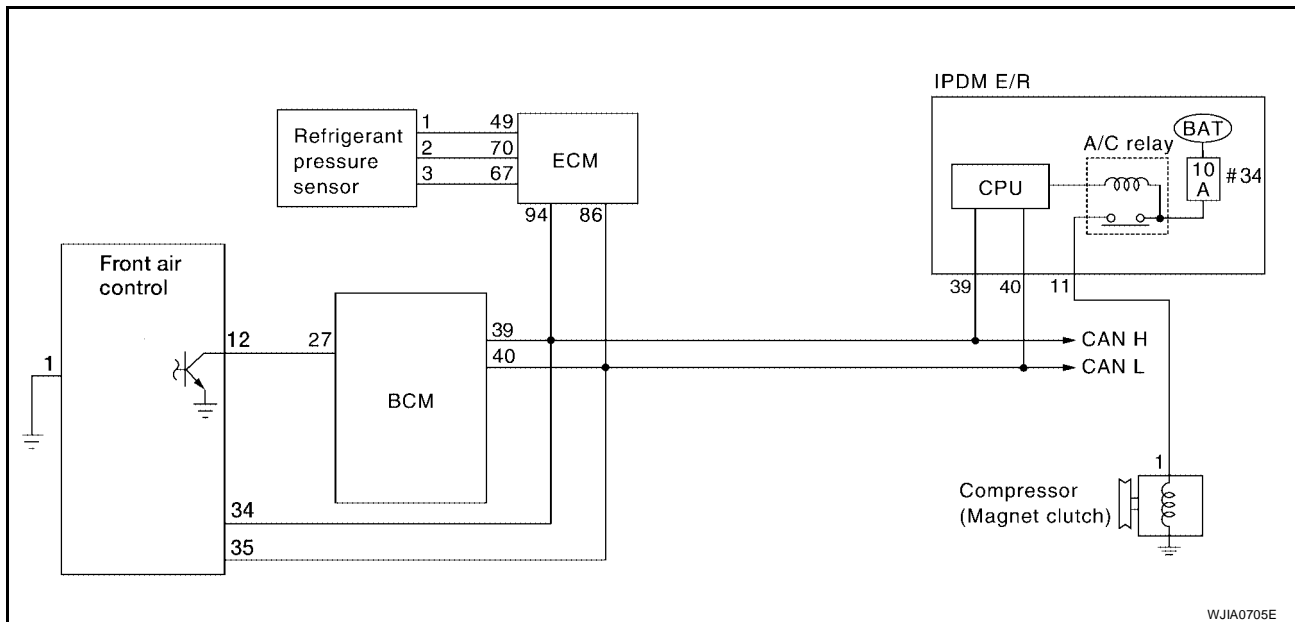 IPDM E/R
BAT
A/C relay
10
A
#34
CPU
39
40
11
Refrigerant
pressure
sensor
1
2
3
49
70
67
ECM
94
86
Front air
control
1
12
27
BCM
39
40
34
35
CAN H
CAN L
1
Compressor
(Magnet clutch)
WJIA0705E